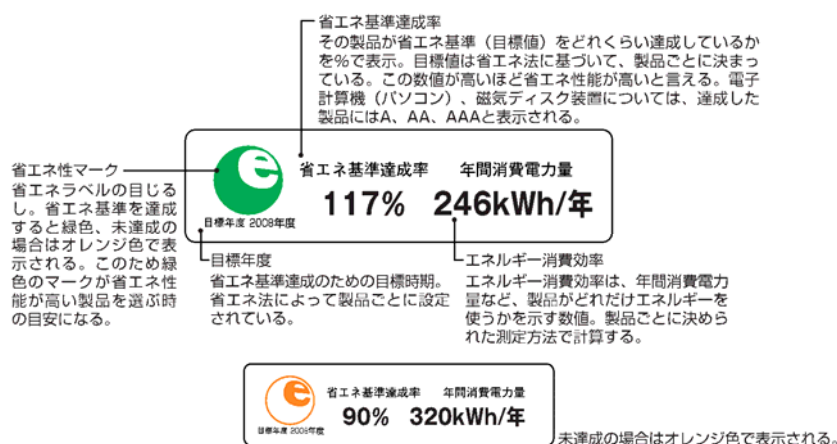 省エネ基準達成率
その製品が省エネ基準（目標値）をどれくらい達成しているか
を%で表示。目標値は省エネ法に基づいて、製品ごとに決まっ
ている。この数値が高いほど省エネ性能が高いと言える。電子
計算機（パソコン）、磁気ディスク装置については、達成した
製品にはA、AA、AAAと表示される。
省エネ性マーク
省エネラベルの目じる
し。省エネ基準を達成
すると緑色、未達成の
場合はオレンジ色で表
示される。このため緑
色のマークが省エネ性
能が高い製品を選ぶ時
の目安になる。
e
目標年度 2008年度
省エネ基準達成率 年間消費電力量
117% 246kWh/年
目標年度
省エネ基準達成のための目標時期。
省エネ法によって製品ごとに設定
されている。
エネルギー消費効率
エネルギー消費効率は、年間消費電力
量など、製品がどれだけエネルギーを
使うかを示す数値。製品ごとに決めら
れた測定方法で計算する。
e
目標年度 2008年度
省エネ基準達成率 年間消費電力量
90% 320kWh/年
未達成の場合はオレンジ色で表示される。